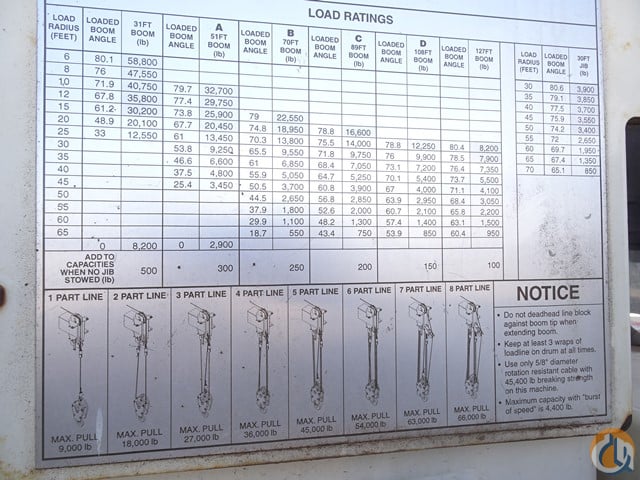 LOAD RATINGS
LOAD RADIUS (FEET) LOADED BOOM ANGLE 31FT BOOM (lb) LOADED BOOM ANGLE A 51FT BOOM (lb) LOADED BOOM ANGLE B 70FT BOOM (lb) LOADED BOOM ANGLE C 89FT BOOM (lb) LOADED BOOM ANGLE D 108FT BOOM (lb) LOADED BOOM ANGLE 127FT BOOM (lb)
6 80.1 58,800
8 76 47,550
10 71.9 40,750 79.7 32,700
12 67.8 35,800 77.4 29,750
15 61.2 30,200 73.8 25,900 79 22,550
20 48.9 20,100 67.7 20,450 74.8 18,950 78.8 16,600
25 33 12,550 61 13,450 70.3 13,800 75.5 14,000 78.8 12,250 80.4 8,200
30 53.8 9,250 65.5 9,550 71.8 9,750 76 9,900 78.5 7,900
35 46.6 6,600 61 6,850 68.4 7,050 73.1 7,200 76.4 7,350
40 37.5 4,800 55.9 5,050 64.7 5,250 70.1 5,400 73.7 5,500
45 25.4 3,450 50.5 3,700 60.8 3,900 67 4,000 71.1 4,100
50 44.5 2,650 56.8 2,850 63.9 2,950 68.4 3,050
55 37.9 1,800 52.6 2,000 60.7 2,100 65.8 2,200
60 29.9 1,100 48.2 1,300 57.4 1,400 63.1 1,500
65 18.7 550 43.4 750 53.9 850 60.4 950
0 8,200 0 2,900
ADD TO CAPACITIES WHEN NO JIB STOWED (lb) 500 300 250 200 150 100
LOAD RADIUS (FEET) LOADED BOOM ANGLE 30FT JIB (lb)
30 80.6 3,900
35 79.1 3,850
40 77.5 3,700
45 75.9 3,550
50 74.2 3,400
55 72 2,650
60 69.7 1,950
65 67.4 1,350
70 65.1 850
1 PART LINE 2 PART LINE 3 PART LINE 4 PART LINE 5 PART LINE 6 PART LINE 7 PART LINE 8 PART LINE
MAX. PULL 9,000 lb
MAX. PULL 18,000 lb
MAX. PULL 27,000 lb
MAX. PULL 36,000 lb
MAX. PULL 45,000 lb
MAX. PULL 54,000 lb
MAX. PULL 63,000 lb
MAX. PULL 66,000 lb
NOTICE
• Do not deadhead line block
against boom tip when
extending boom.
• Keep at least 3 wraps of
loadline on drum at all times.
• Use only 5/8" diameter
rotation resistant cable with
45,400 lb breaking strength
on this machine.
• Maximum capacity with "burst
of speed" is 4,400 lb.